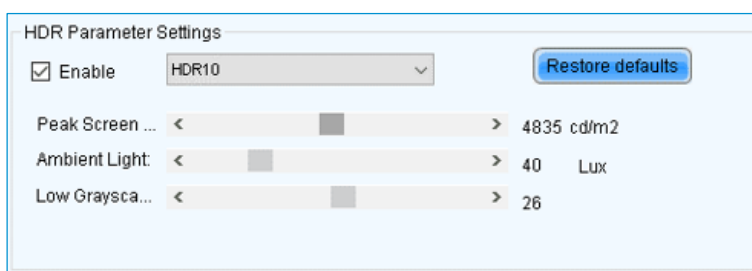 HDR Parameter Settings
Enable HDR10 Restore defaults
Peak Screen ... 4835 cd/m2
Ambient Light: 40 Lux
Low Graysca... 26